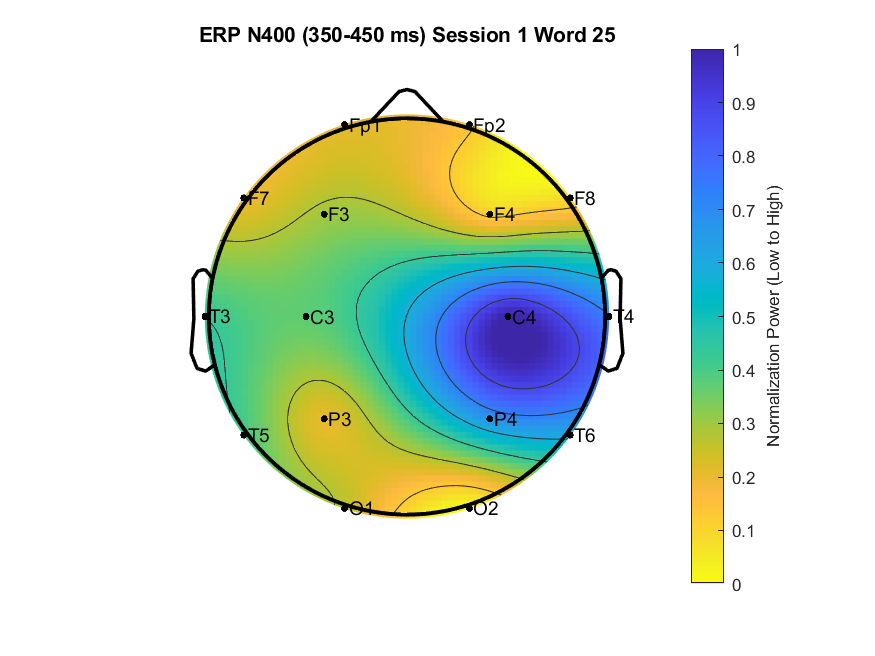 ERP N400 (350-450 ms) Session 1 Word 25
Fp1
Fp2
F7
F3
F4
F8
T3
C3
C4
T4
T5
P3
P4
T6
O1
O2
1
0.9
0.8
0.7
0.6
0.5
0.4
0.3
0.2
0.1
0
Normalization Power (Low to High)